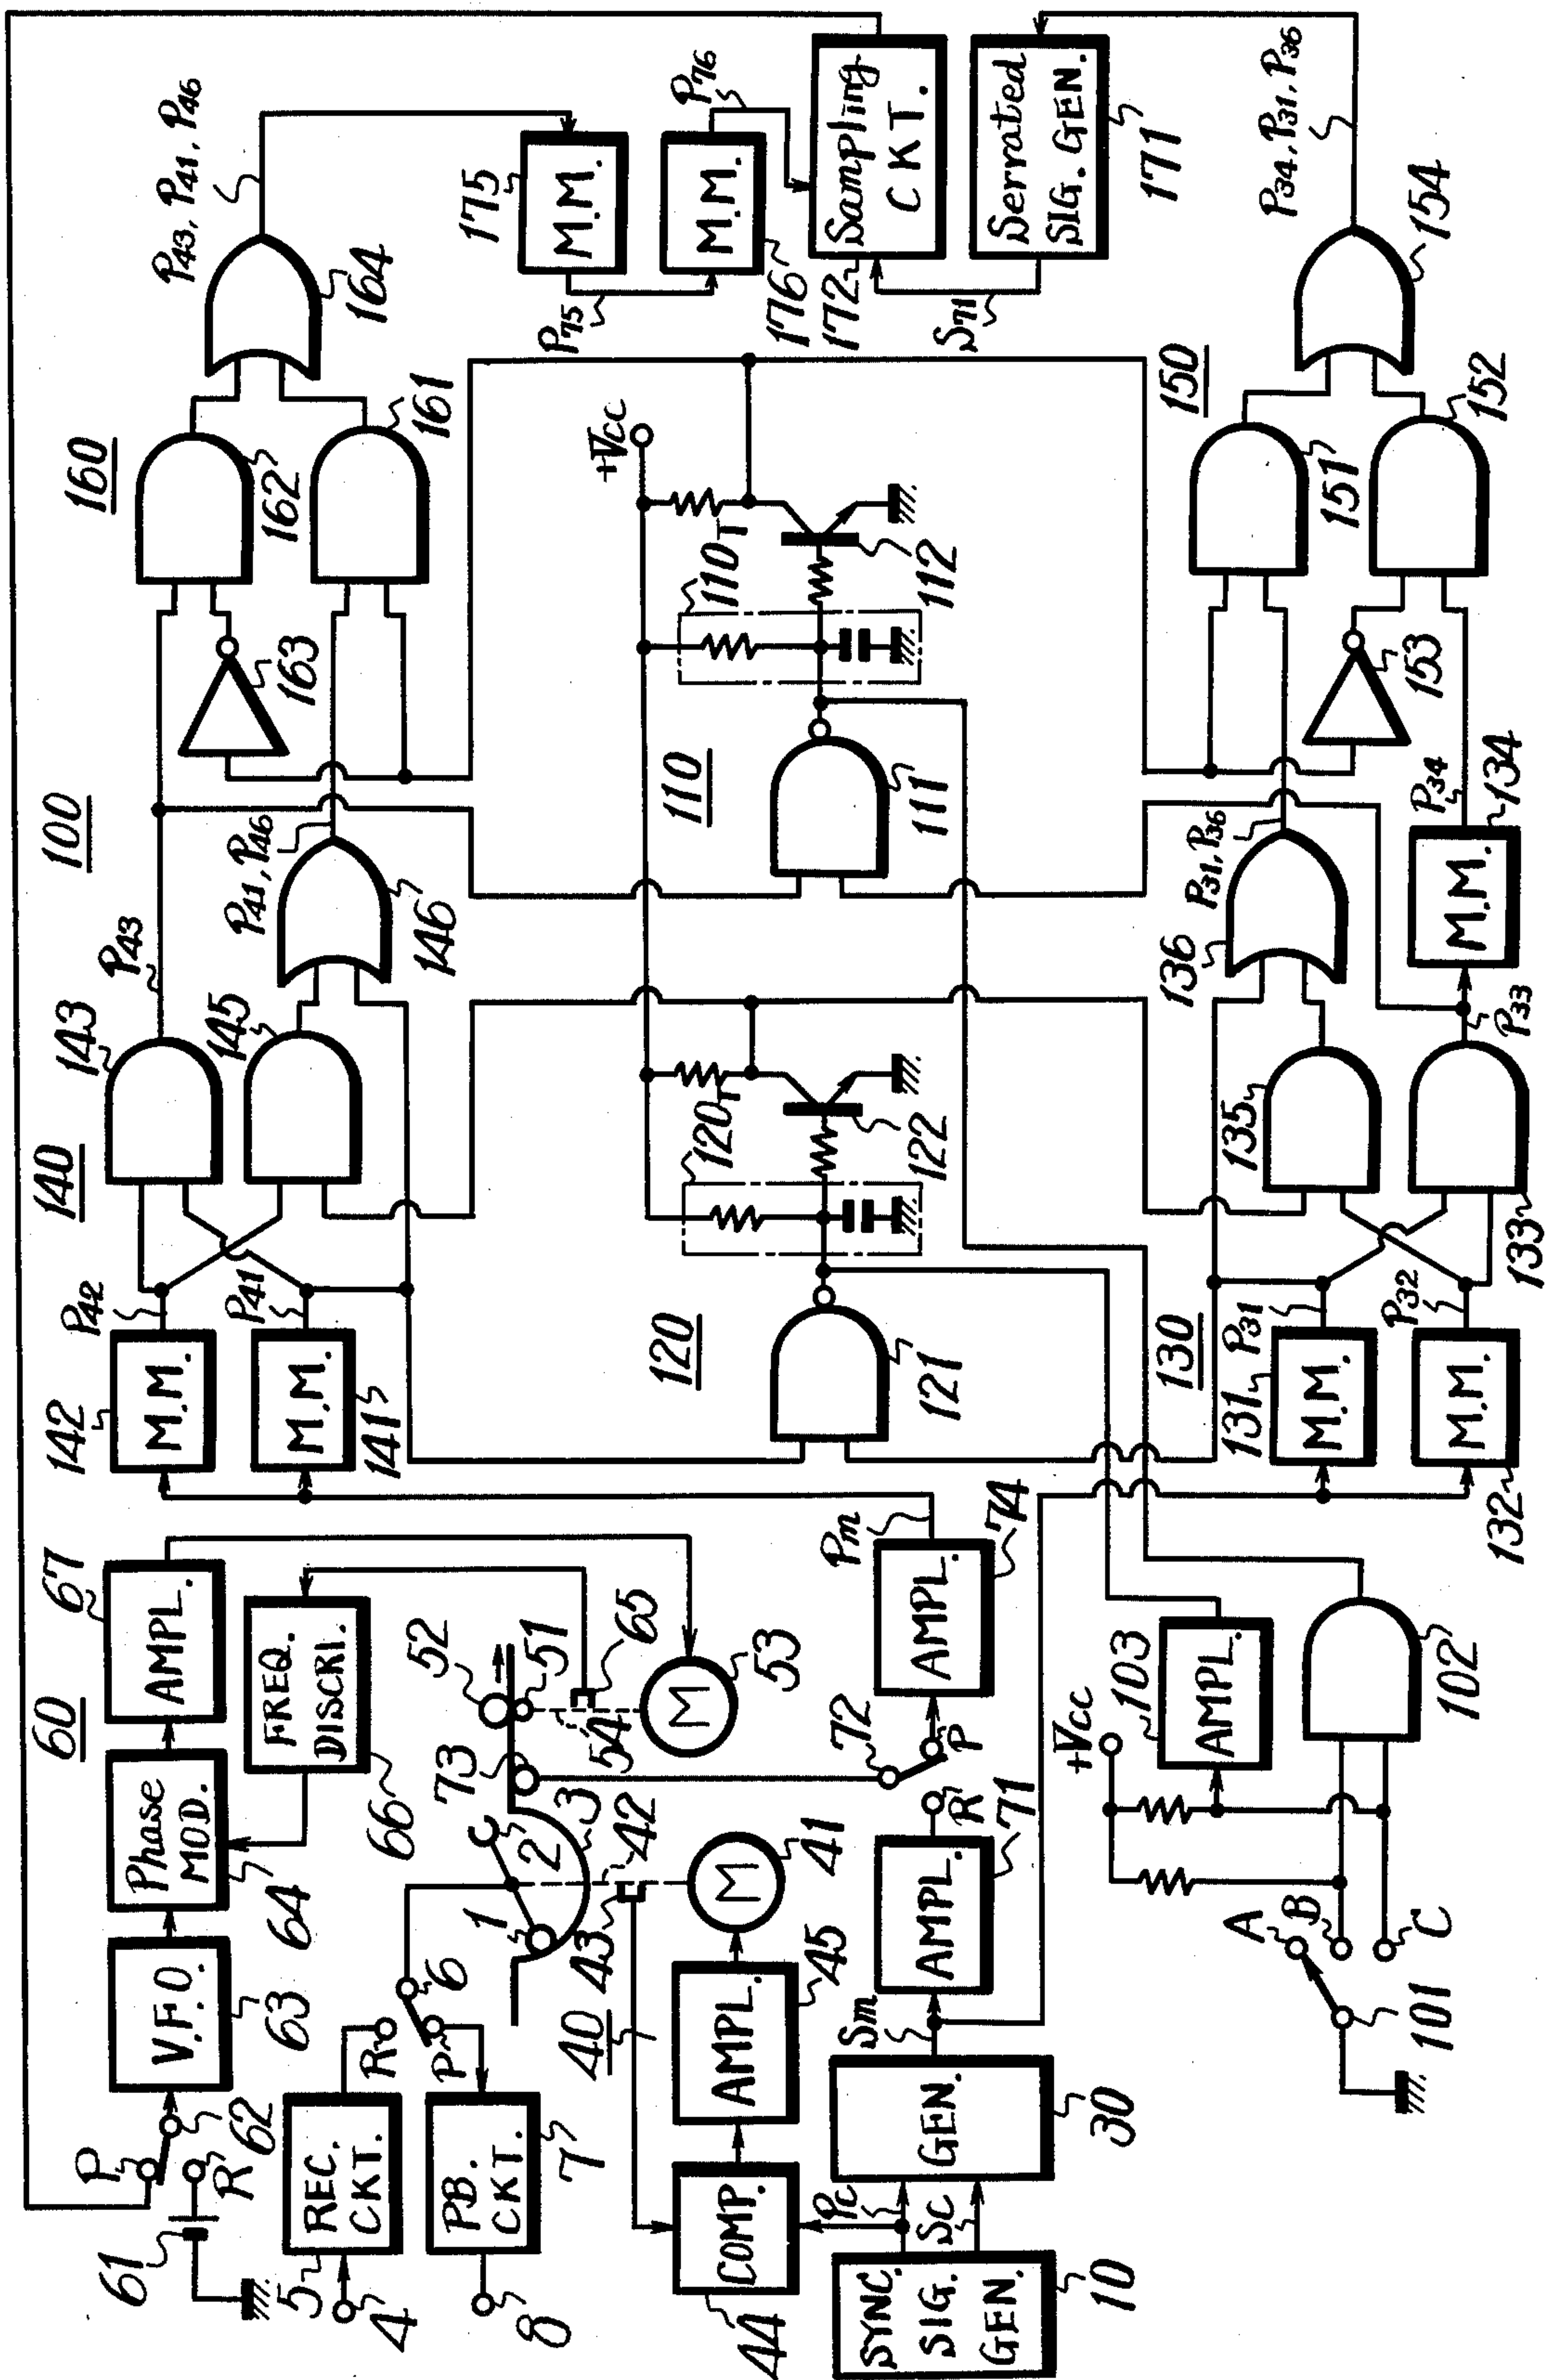 61
P
R
62
V.F.O.
63
Phase
MOD.
64
60
67
AMPL.
FREQ.
DISCRI.
66
142
M.M.
P42
141
M.M.
P41
140
143
145
P43
100
P41, P46
146
163
160
162
161
P43, P41, P46
164
4
5
REC.
CKT.
R
P
6
8
PB.
CKT.
7
1
2
3
73
52
51
54
65
M
53
42
43
M
41
40
44
COMP.
AMPL.
45
120
121
120T
122
110
111
110T
112
+Vcc
175
M.M.
P75
176
M.M.
P76
172
Sampling
CKT.
S71
Serrated
SIG. GEN.
171
10
SYNC.
SIG.
GEN.
Pc
Sc
GEN.
30
Sm
AMPL.
71
R
P
72
AMPL.
74
Pm
101
A
B
C
+Vcc
103
AMPL.
102
130
131
M.M.
P31
132
M.M.
P32
135
133
P33
136
P31, P36
M.M.
134
P34
153
150
151
152
154
P34, P31, P36